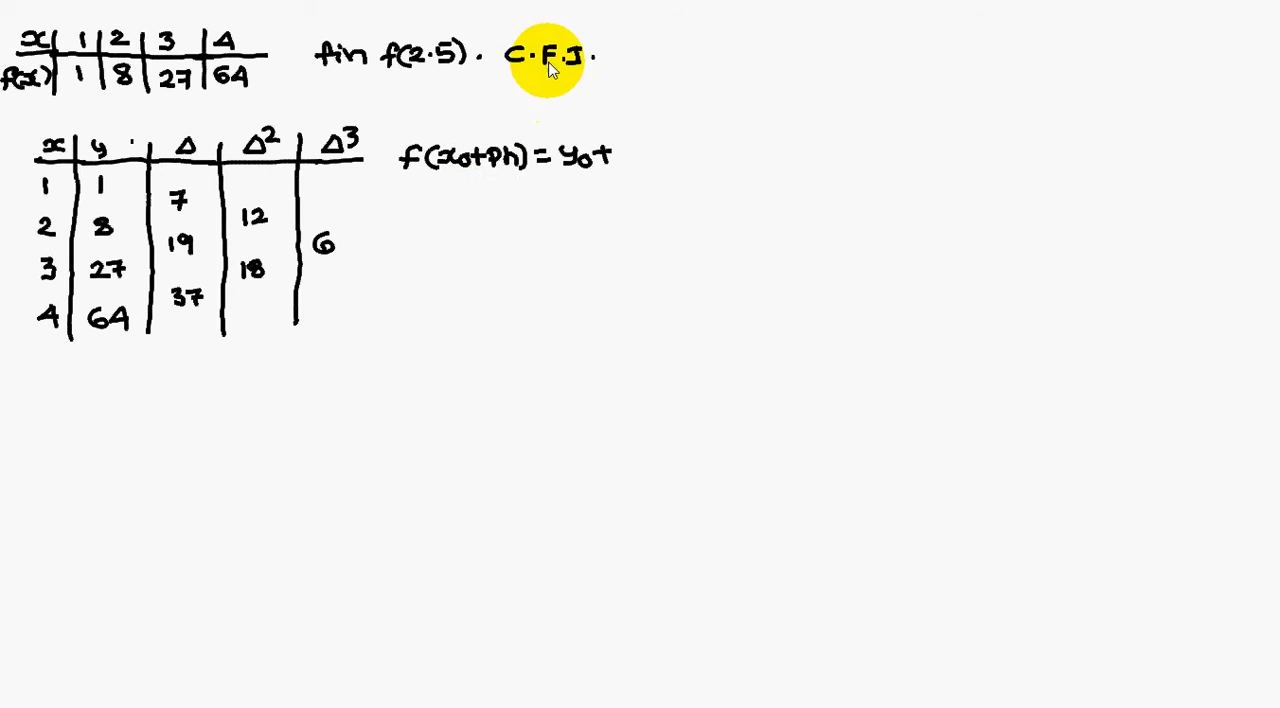 x 1 2 3 4 fin f(2.5). C.F.I.
f(x) 1 8 27 64
x y Δ Δ² Δ³ f(x₀+Ph) = y₀+
1 1
7
2 8 12
19 6
3 27 18
37
4 64